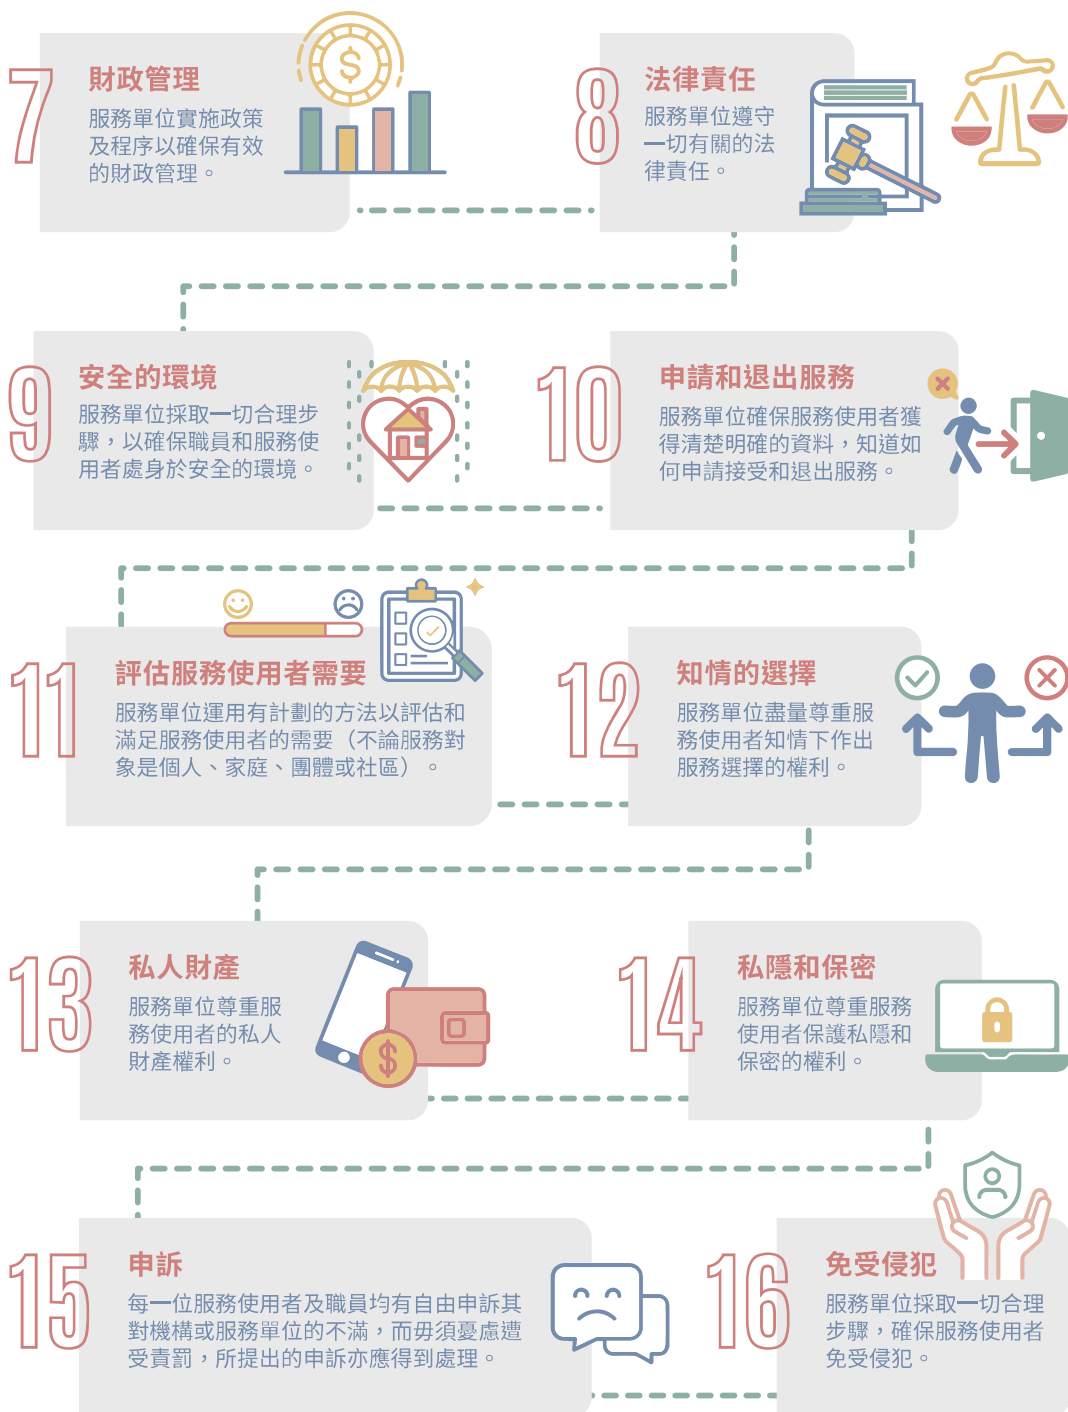 7
財政管理
服務單位實施政策
及程序以確保有效
的財政管理。
8
法律責任
服務單位遵守
一切有關的法
律責任。
9
安全的環境
服務單位採取一切合理步
驟，以確保職員和服務使
用者處身於安全的環境。
10
申請和退出服務
服務單位確保服務使用者獲
得清楚明確的資料，知道如
何申請接受和退出服務。
11
評估服務使用者需要
服務單位運用有計劃的方法以評估和
滿足服務使用者的需要（不論服務對
象是個人、家庭、團體或社區）。
12
知情的選擇
服務單位盡量尊重服
務使用者知情下作出
服務選擇的權利。
13
私人財產
服務單位尊重服
務使用者的私人
財產權利。
14
私隱和保密
服務單位尊重服務
使用者保護私隱和
保密的權利。
15
申訴
每一位服務使用者及職員均有自由申訴其
對機構或服務單位的不滿，而毋須憂慮遭
受責罰，所提出的申訴亦應得到處理。
16
免受侵犯
服務單位採取一切合理
步驟，確保服務使用者
免受侵犯。